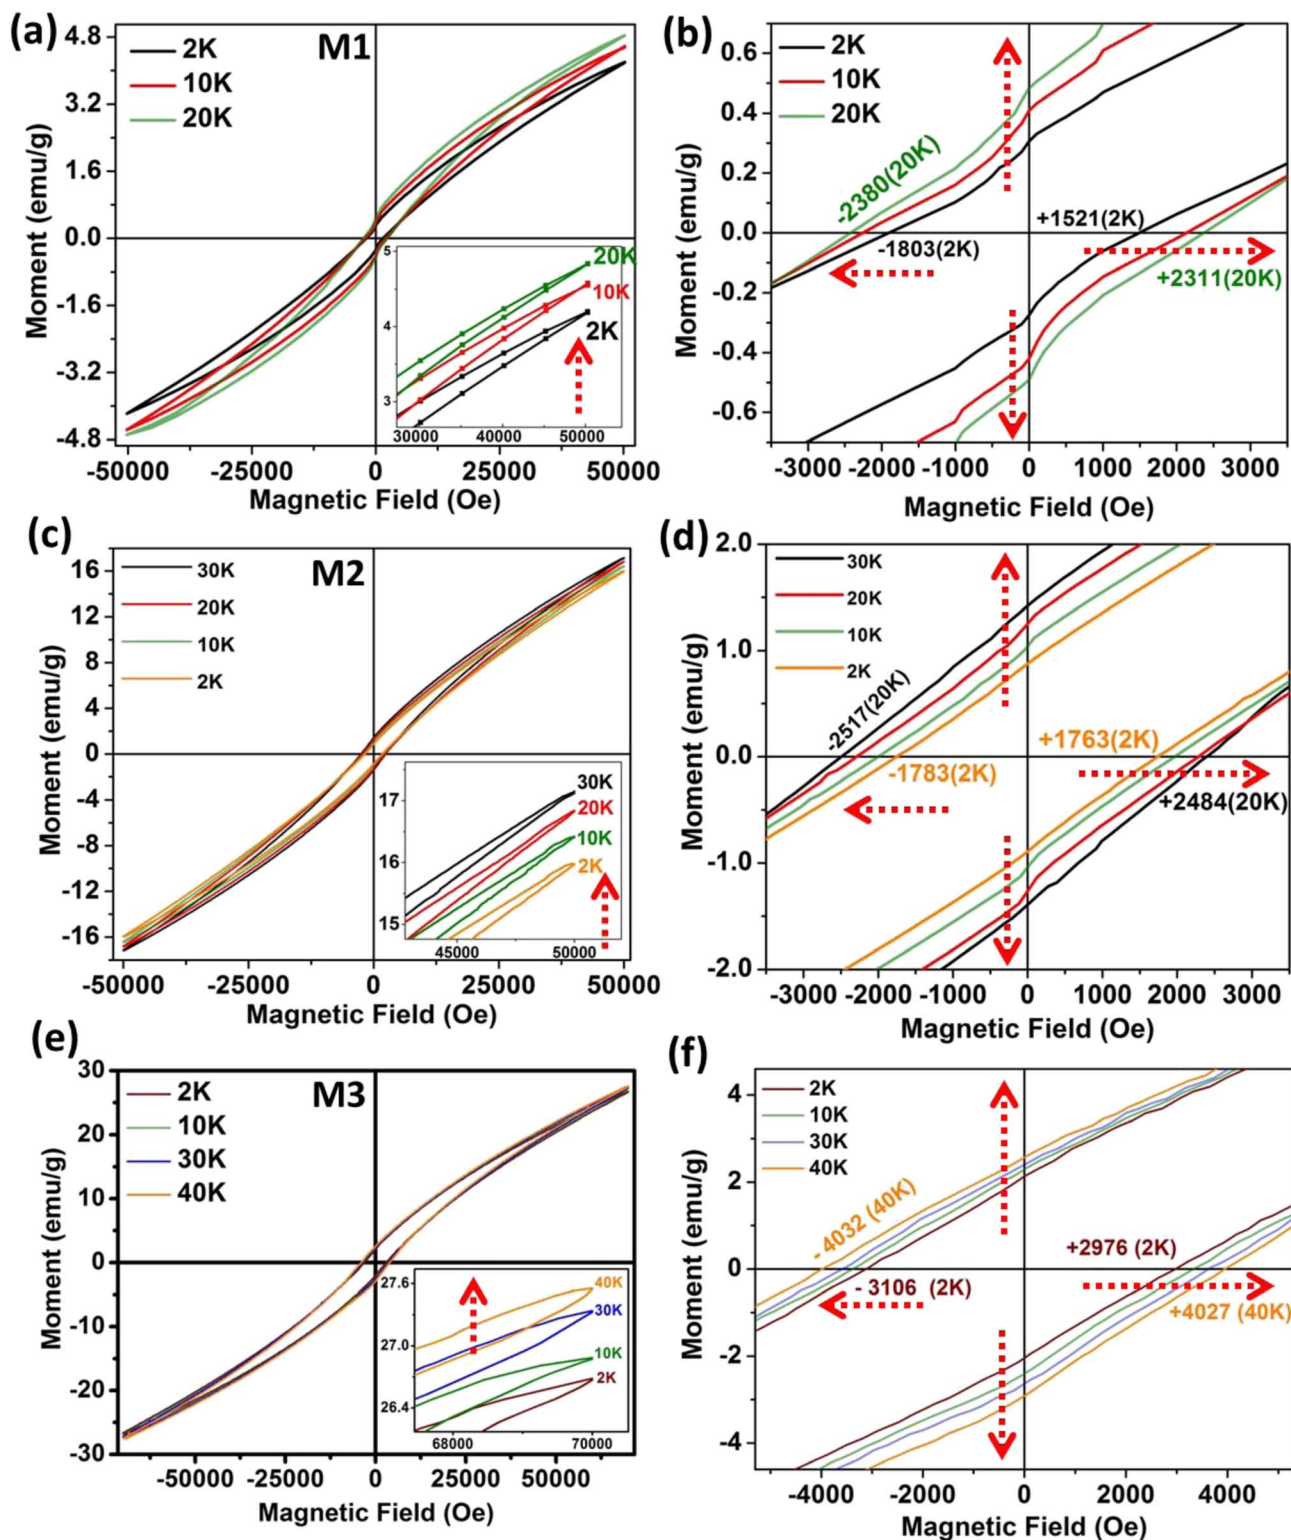 (a)
M1
2K
10K
20K
4.8
3.2
1.6
0.0
-1.6
-3.2
-4.8
Moment (emu/g)
5
4
3
20K
10K
2K
30000 40000 50000
-50000 -25000 0 25000 50000
Magnetic Field (Oe)
(b)
2K
10K
20K
0.6
0.4
0.2
0.0
-0.2
-0.4
-0.6
Moment (emu/g)
-2380(20K)
+1521(2K)
-1803(2K)
+2311(20K)
-3000 -2000 -1000 0 1000 2000 3000
Magnetic Field (Oe)
(c)
M2
30K
20K
10K
2K
16
12
8
4
0
-4
-8
-12
-16
Moment (emu/g)
17
16
15
30K
20K
10K
2K
45000 50000
-50000 -25000 0 25000 50000
Magnetic Field (Oe)
(d)
30K
20K
10K
2K
2.0
1.0
0.0
-1.0
-2.0
Moment (emu/g)
-2517(20K)
+1763(2K)
-1783(2K)
+2484(20K)
-3000 -2000 -1000 0 1000 2000 3000
Magnetic Field (Oe)
(e)
M3
2K
10K
30K
40K
30
20
10
0
-10
-20
-30
Moment (emu/g)
27.6
27.0
26.4
40K
30K
10K
2K
68000 70000
-50000 -25000 0 25000 50000
Magnetic Field (Oe)
(f)
2K
10K
30K
40K
4
2
0
-2
-4
Moment (emu/g)
- 4032 (40K)
+2976 (2K)
- 3106 (2K)
+4027 (40K)
-4000 -2000 0 2000 4000
Magnetic Field (Oe)